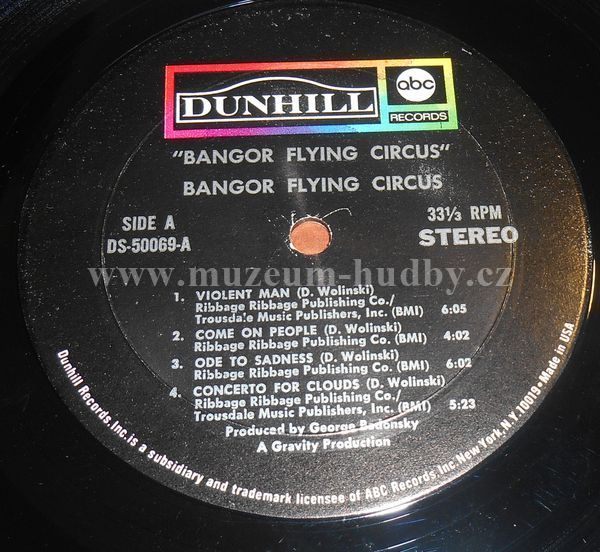 DUNHILL
abc
RECORDS
"BANGOR FLYING CIRCUS"
BANGOR FLYING CIRCUS
SIDE A
DS-50069-A
33⅓ RPM
STEREO
www.muzeum-hudby.cz
1. VIOLENT MAN (D. Wolinski)
Ribbage Ribbage Publishing Co./
Trousdale Music Publishers, Inc. (BMI) 6:05
2. COME ON PEOPLE (D. Wolinski)
Ribbage Ribbage Publishing Co. (BMI) 4:02
3. ODE TO SADNESS (D. Wolinski)
Ribbage Ribbage Publishing Co. (BMI) 6:02
4. CONCERTO FOR CLOUDS (D. Wolinski)
Ribbage Ribbage Publishing Co./
Trousdale Music Publishers, Inc. (BMI) 5:23
Produced by George Badonsky
A Gravity Production
Dunhill Records, Inc. is a subsidiary and trademark licensee of ABC Records Inc. New York, N.Y. 10019 • Made in USA